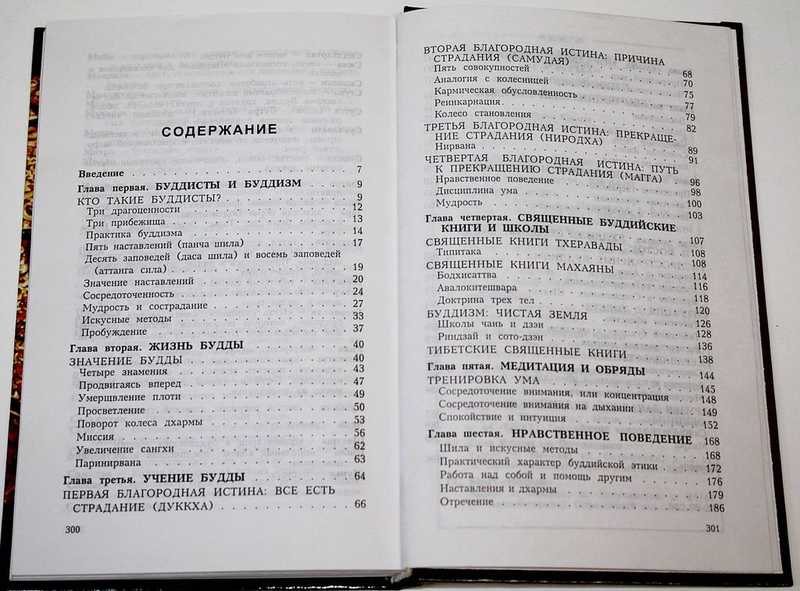 СОДЕРЖАНИЕ
Введение . . . 7
Глава первая. БУДДИСТЫ И БУДДИЗМ . . . 9
КТО ТАКИЕ БУДДИСТЫ? . . . 9
Три драгоценности . . . 12
Три прибежища . . . 13
Практика буддизма . . . 14
Пять наставлений (панча шила) . . . 17
Десять заповедей (даса шила) и восемь заповедей
(аттанга сила) . . . 19
Значение наставлений . . . 20
Сосредоточенность . . . 24
Мудрость и сострадание . . . 27
Искусные методы . . . 33
Пробуждение . . . 37
Глава вторая. ЖИЗНЬ БУДДЫ . . . 40
ЗНАЧЕНИЕ БУДДЫ . . . 40
Четыре знамения . . . 43
Продвигаясь вперед . . . 47
Умерщвление плоти . . . 49
Просветление . . . 50
Поворот колеса дхармы . . . 53
Миссия . . . 56
Увеличение сангхи . . . 62
Паринирвана . . . 63
Глава третья. УЧЕНИЕ БУДДЫ . . . 64
ПЕРВАЯ БЛАГОРОДНАЯ ИСТИНА: ВСЕ ЕСТЬ
СТРАДАНИЕ (ДУККХА) . . . 66
300
ВТОРАЯ БЛАГОРОДНАЯ ИСТИНА: ПРИЧИНА
СТРАДАНИЯ (САМУДАЯ) . . . 68
Пять совокупностей . . . 70
Аналогия с колесницей . . . 75
Кармическая обусловленность . . . 77
Реинкарнация . . . 79
Колесо становления . . . 82
ТРЕТЬЯ БЛАГОРОДНАЯ ИСТИНА: ПРЕКРАЩЕ-
НИЕ СТРАДАНИЯ (НИРОДХА) . . . 89
Нирвана . . . 91
ЧЕТВЕРТАЯ БЛАГОРОДНАЯ ИСТИНА: ПУТЬ
К ПРЕКРАЩЕНИЮ СТРАДАНИЯ (МАГГА) . . . 96
Нравственное поведение . . . 98
Дисциплина ума . . . 100
Мудрость . . . 103
Глава четвертая. СВЯЩЕННЫЕ БУДДИЙСКИЕ
КНИГИ И ШКОЛЫ . . . 107
СВЯЩЕННЫЕ КНИГИ ТХЕРАВАДЫ . . . 108
Типитака . . . 108
СВЯЩЕННЫЕ КНИГИ МАХАЯНЫ . . . 114
Бодхисаттва . . . 116
Авалокитешвара . . . 118
Доктрина трех тел . . . 120
БУДДИЗМ: ЧИСТАЯ ЗЕМЛЯ . . . 126
Школы чань и дзэн . . . 128
Риндзай и сото-дзэн . . . 136
ТИБЕТСКИЕ СВЯЩЕННЫЕ КНИГИ . . . 138
Глава пятая. МЕДИТАЦИЯ И ОБРЯДЫ . . . 144
ТРЕНИРОВКА УМА . . . 145
Сосредоточение внимания, или концентрация . . . 148
Сосредоточение внимания на дыхании . . . 149
Спокойствие и интуиция . . . 152
Глава шестая. НРАВСТВЕННОЕ ПОВЕДЕНИЕ 168
Шила и искусные методы . . . 168
Практический характер буддийской этики . . . 172
Работа над собой и помощь другим . . . 176
Наставления и дхармы . . . 179
Отречение . . . 186
301